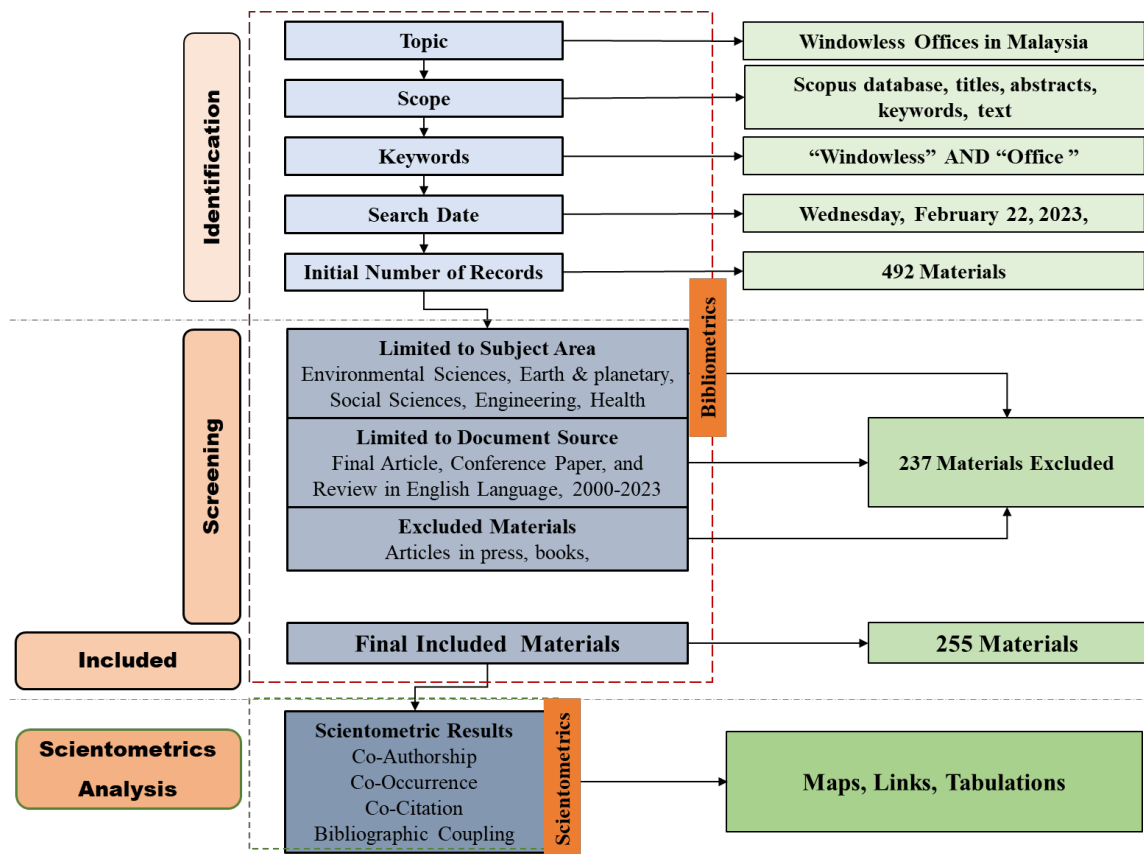 Identification
Topic
Windowless Offices in Malaysia
Scope
Scopus database, titles, abstracts,
keywords, text
Keywords
“Windowless” AND “Office ”
Search Date
Wednesday, February 22, 2023,
Initial Number of Records
492 Materials
Bibliometrics
Screening
Limited to Subject Area
Environmental Sciences, Earth & planetary,
Social Sciences, Engineering, Health
Limited to Document Source
Final Article, Conference Paper, and
Review in English Language, 2000-2023
Excluded Materials
Articles in press, books,
237 Materials Excluded
Included
Final Included Materials
255 Materials
Scientometrics
Analysis
Scientometric Results
Co-Authorship
Co-Occurrence
Co-Citation
Bibliographic Coupling
Scientometrics
Maps, Links, Tabulations